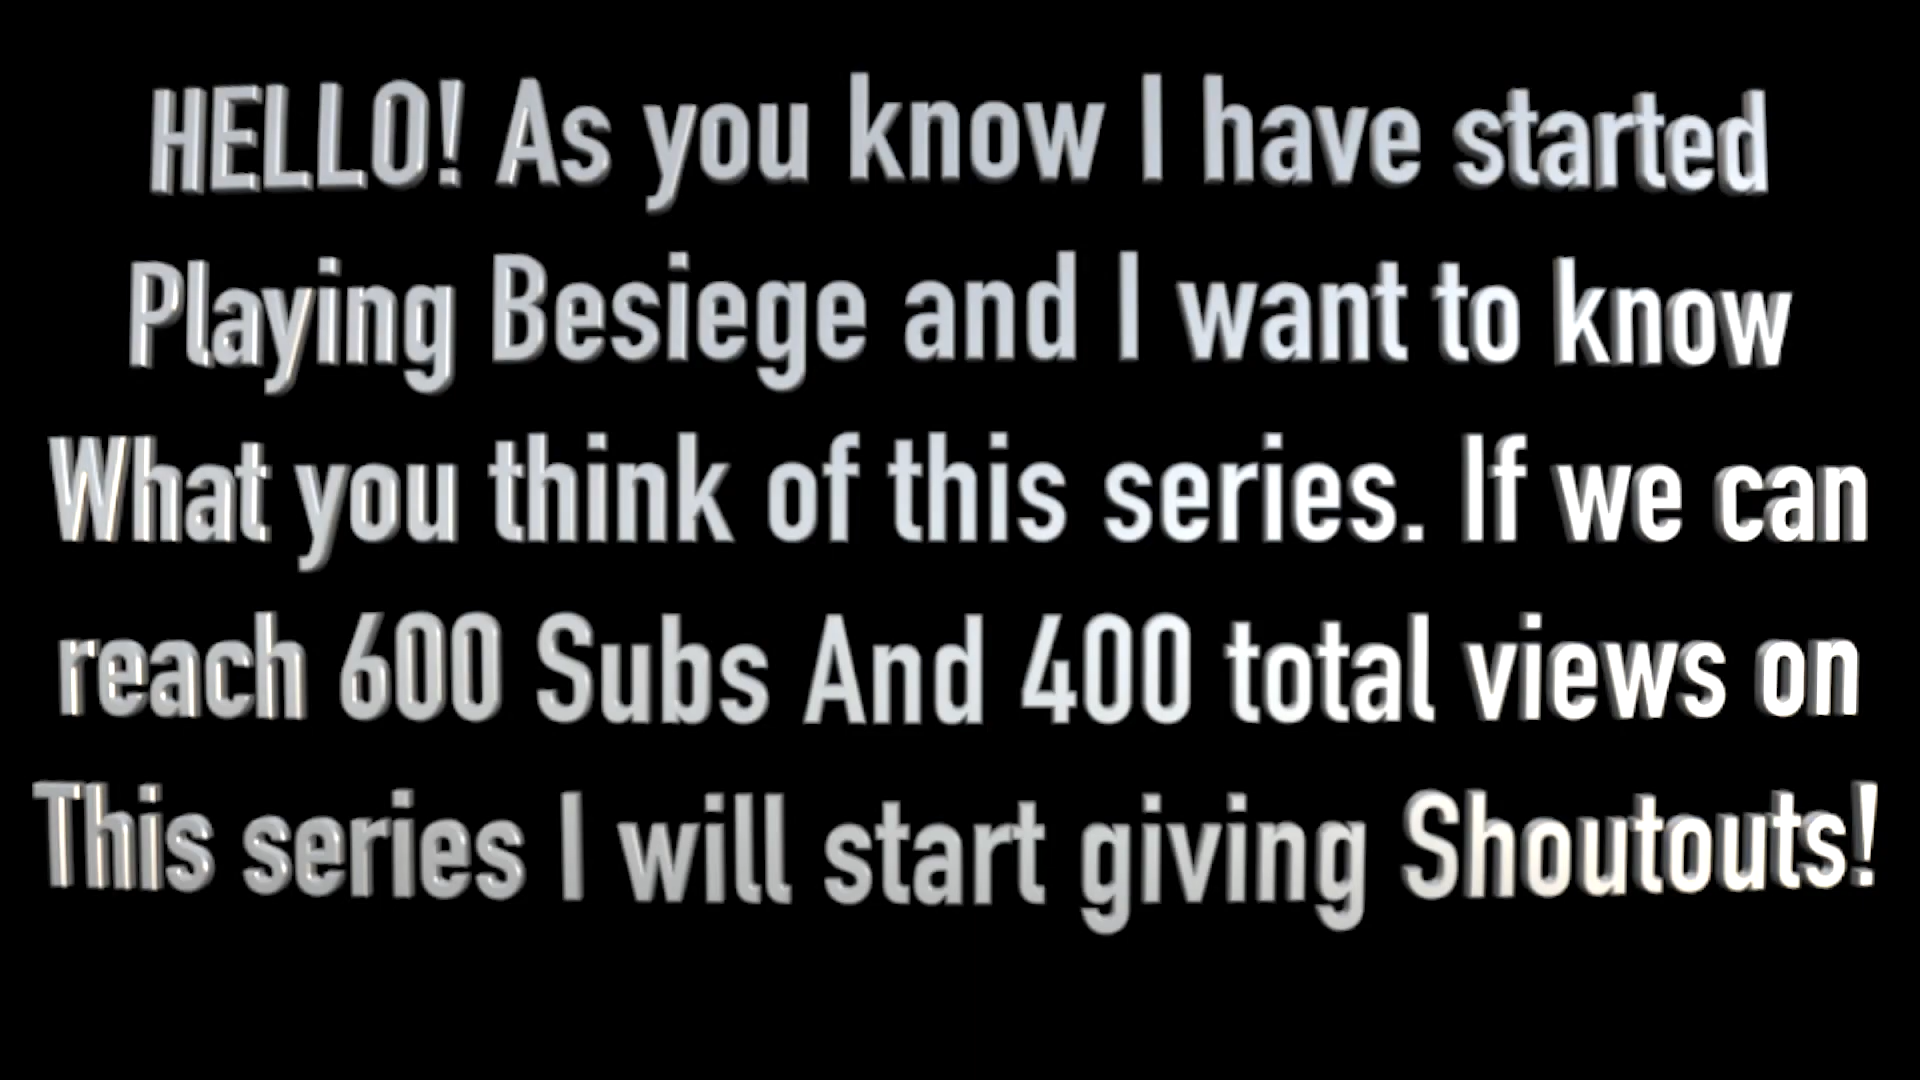 HELLO! As you know I have started
Playing Besiege and I want to know
What you think of this series. If we can
reach 600 Subs And 400 total views on
This series I will start giving Shoutouts!